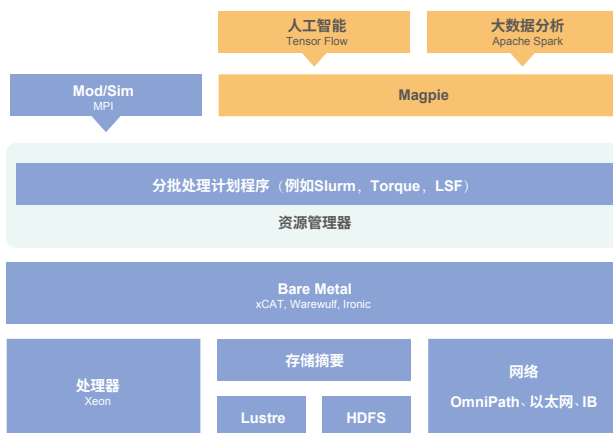 人工智能
Tensor Flow
大数据分析
Apache Spark
Mod/Sim
MPI
Magpie
分批处理计划程序（例如Slurm，Torque，LSF）
资源管理器
Bare Metal
xCAT, Warewulf, Ironic
处理器
Xeon
存储摘要
Lustre
HDFS
网络
OmniPath、以太网、IB